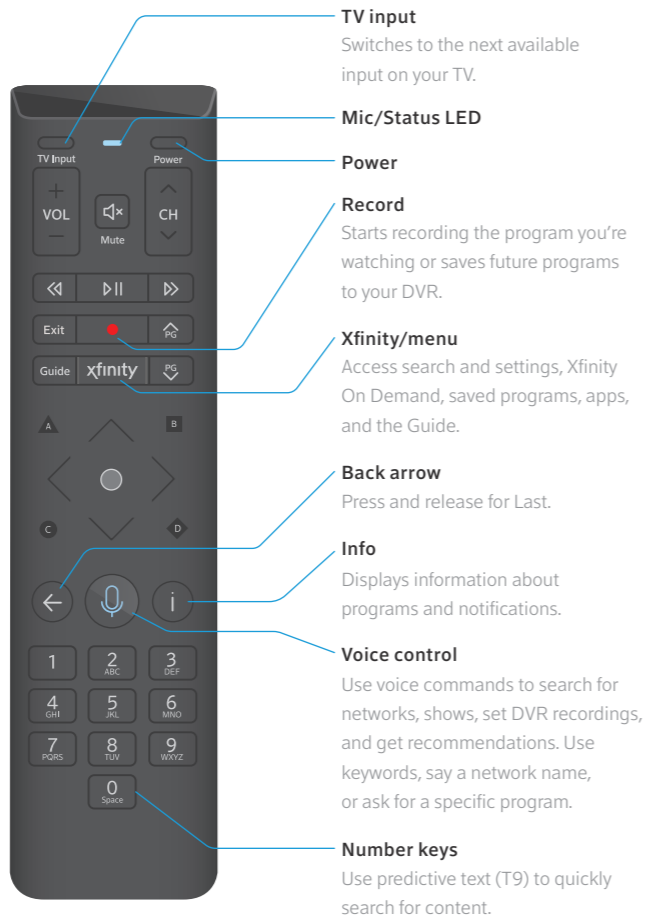 TV input
Switches to the next available
input on your TV.
Mic/Status LED
Power
Record
Starts recording the program you're
watching or saves future programs
to your DVR.
Xfinity/menu
Access search and settings, Xfinity
On Demand, saved programs, apps,
and the Guide.
Back arrow
Press and release for Last.
Info
Displays information about
programs and notifications.
Voice control
Use voice commands to search for
networks, shows, set DVR recordings,
and get recommendations. Use
keywords, say a network name,
or ask for a specific program.
Number keys
Use predictive text (T9) to quickly
search for content.
TV Input Power
+
VOL CH
−
Mute
Exit PG
Guide xfinity PG
A B
C D
i
1 2 3
ABC DEF
4 5 6
GHI JKL MNO
7 8 9
PQRS TUV WXYZ
0
Space